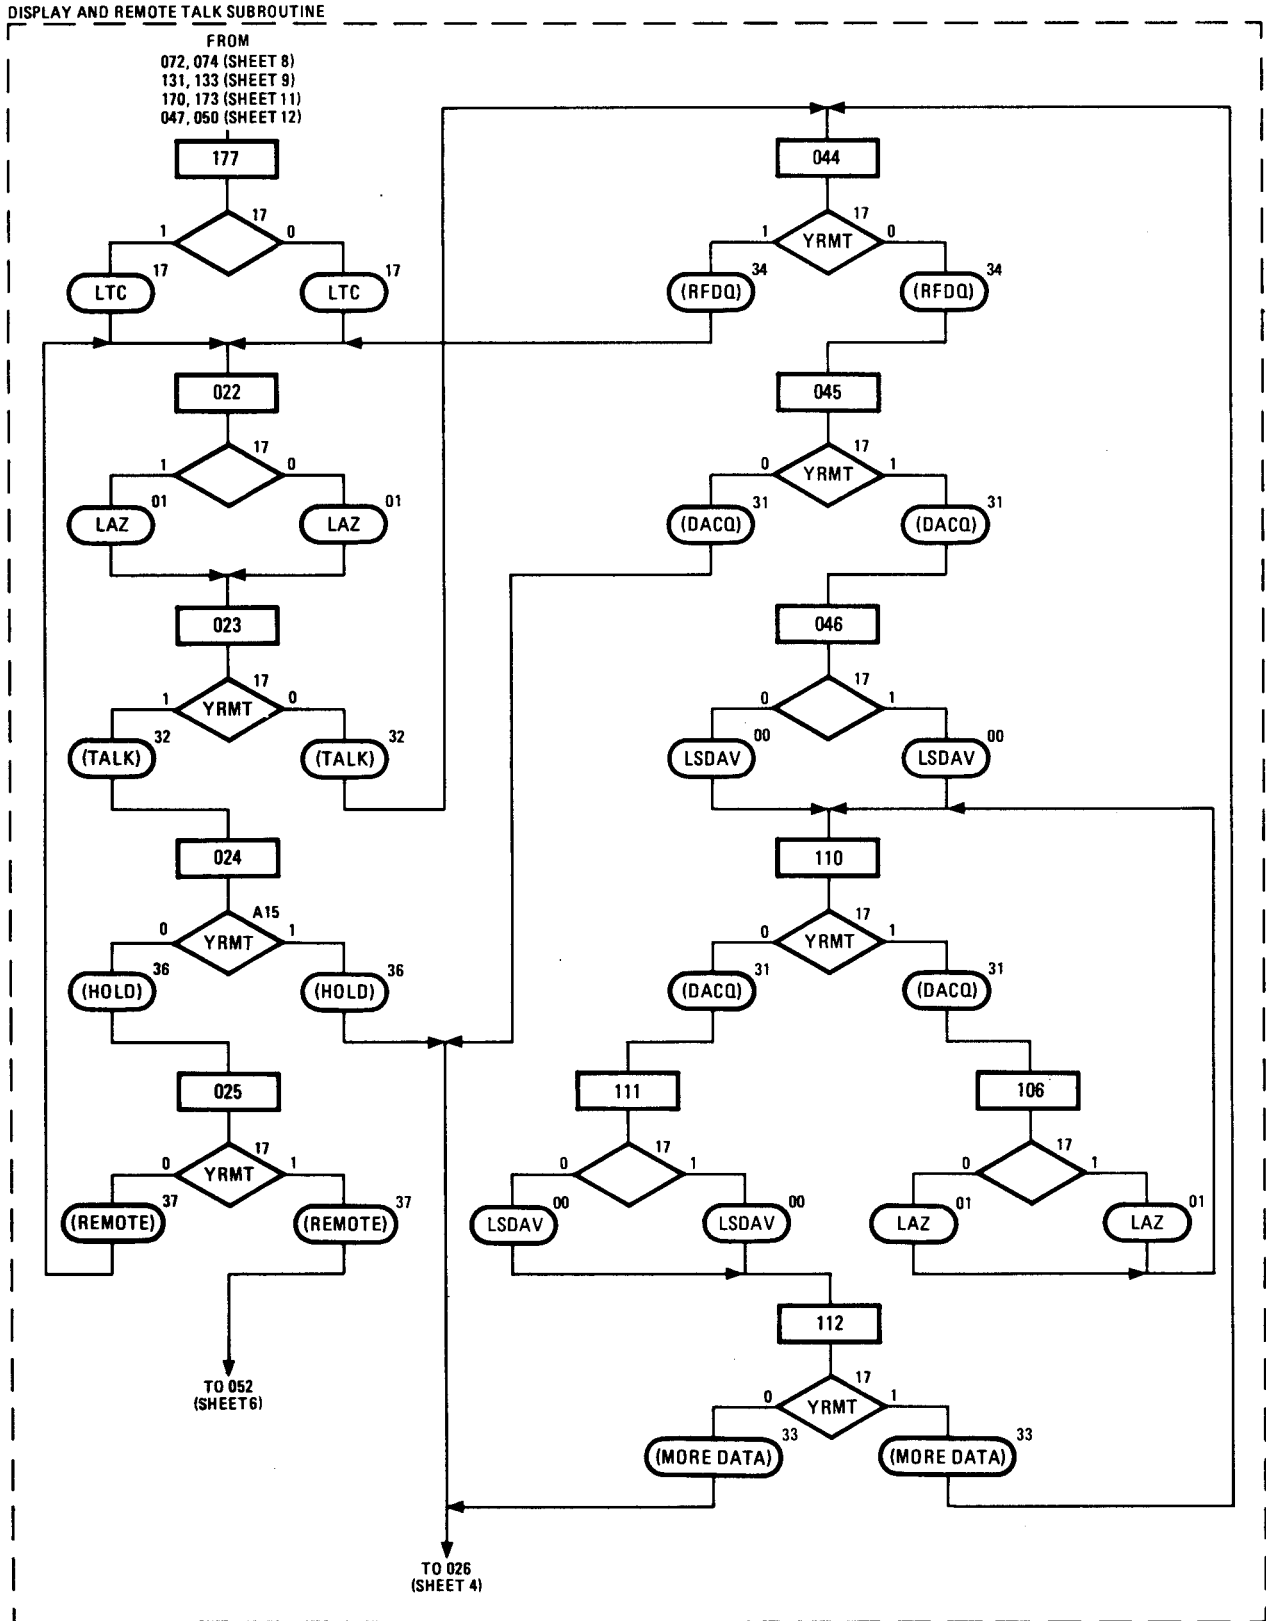 DISPLAY AND REMOTE TALK SUBROUTINE
FROM
072, 074 (SHEET 8)
131, 133 (SHEET 9)
170, 173 (SHEET 11)
047, 050 (SHEET 12)
177
17
1
0
LTC
17
LTC
17
022
17
1
0
LAZ
01
LAZ
01
023
17
1
YRMT
0
(TALK)
32
(TALK)
32
024
A15
0
YRMT
1
(HOLD)
36
(HOLD)
36
025
17
0
YRMT
1
(REMOTE)
37
(REMOTE)
37
TO 052
(SHEET 6)
044
17
1
YRMT
0
(RFDQ)
34
(RFDQ)
34
045
17
0
YRMT
1
(DACQ)
31
(DACQ)
31
046
17
0
1
LSDAV
00
LSDAV
00
110
17
0
YRMT
1
(DACQ)
31
(DACQ)
31
111
17
0
1
LSDAV
00
LSDAV
00
106
17
0
1
LAZ
01
LAZ
01
112
17
0
YRMT
1
(MORE DATA)
33
(MORE DATA)
33
TO 026
(SHEET 4)